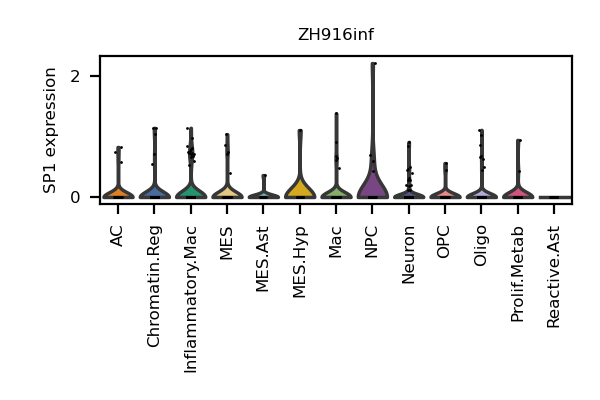 ZH916inf
SP1 expression
2
0
AC
Chromatin.Reg
Inflammatory.Mac
MES
MES.Ast
MES.Hyp
Mac
NPC
Neuron
OPC
Oligo
Prolif.Metab
Reactive.Ast